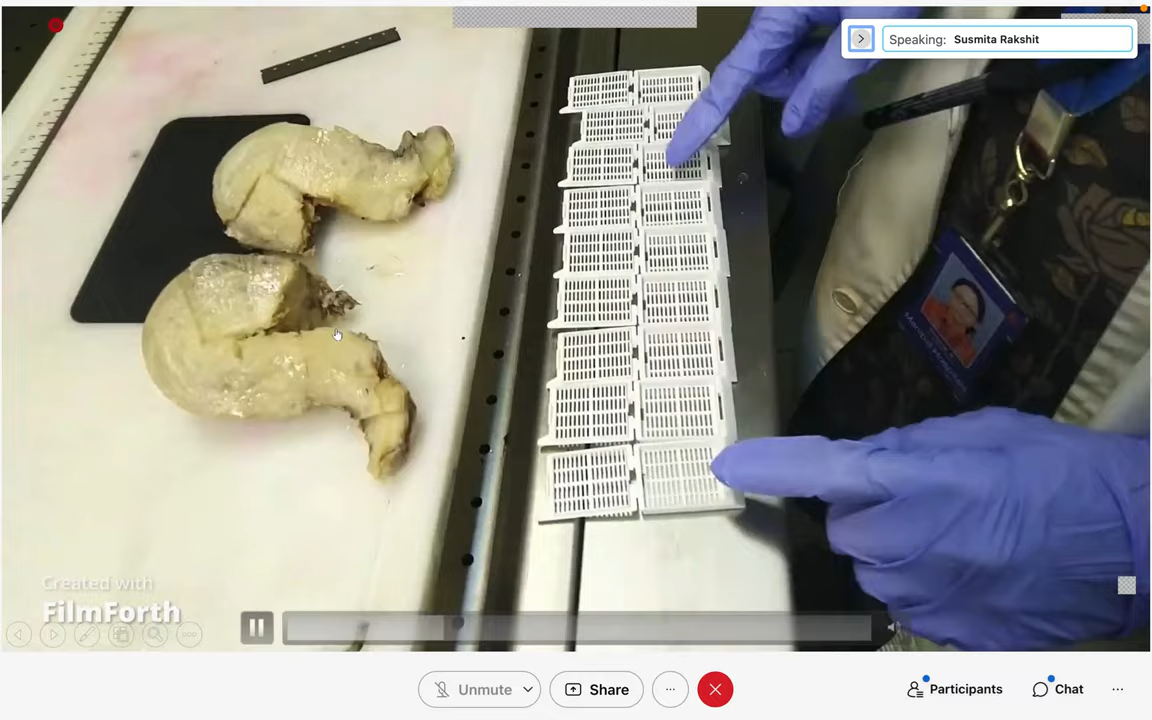 Speaking: Susmita Rakshit
Created with
FilmForth
Unmute
Share
Participants
Chat